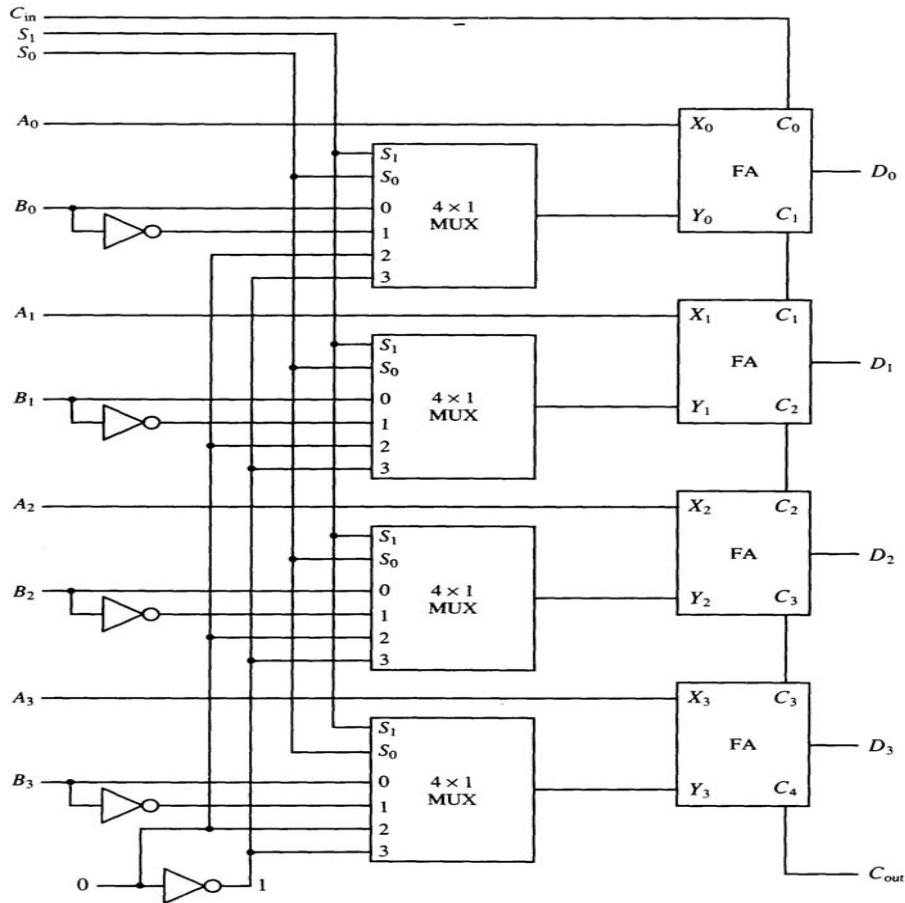 C_in
S_1
S_0
A_0
X_0 C_0
S_1
S_0
FA
D_0
B_0
0
4 × 1
MUX
Y_0 C_1
1
2
3
A_1
X_1 C_1
S_1
S_0
FA
D_1
B_1
0
4 × 1
MUX
Y_1 C_2
1
2
3
A_2
X_2 C_2
S_1
S_0
FA
D_2
B_2
0
4 × 1
MUX
Y_2 C_3
1
2
3
A_3
X_3 C_3
S_1
S_0
FA
D_3
B_3
0
4 × 1
MUX
Y_3 C_4
1
2
3
0 1
C_out